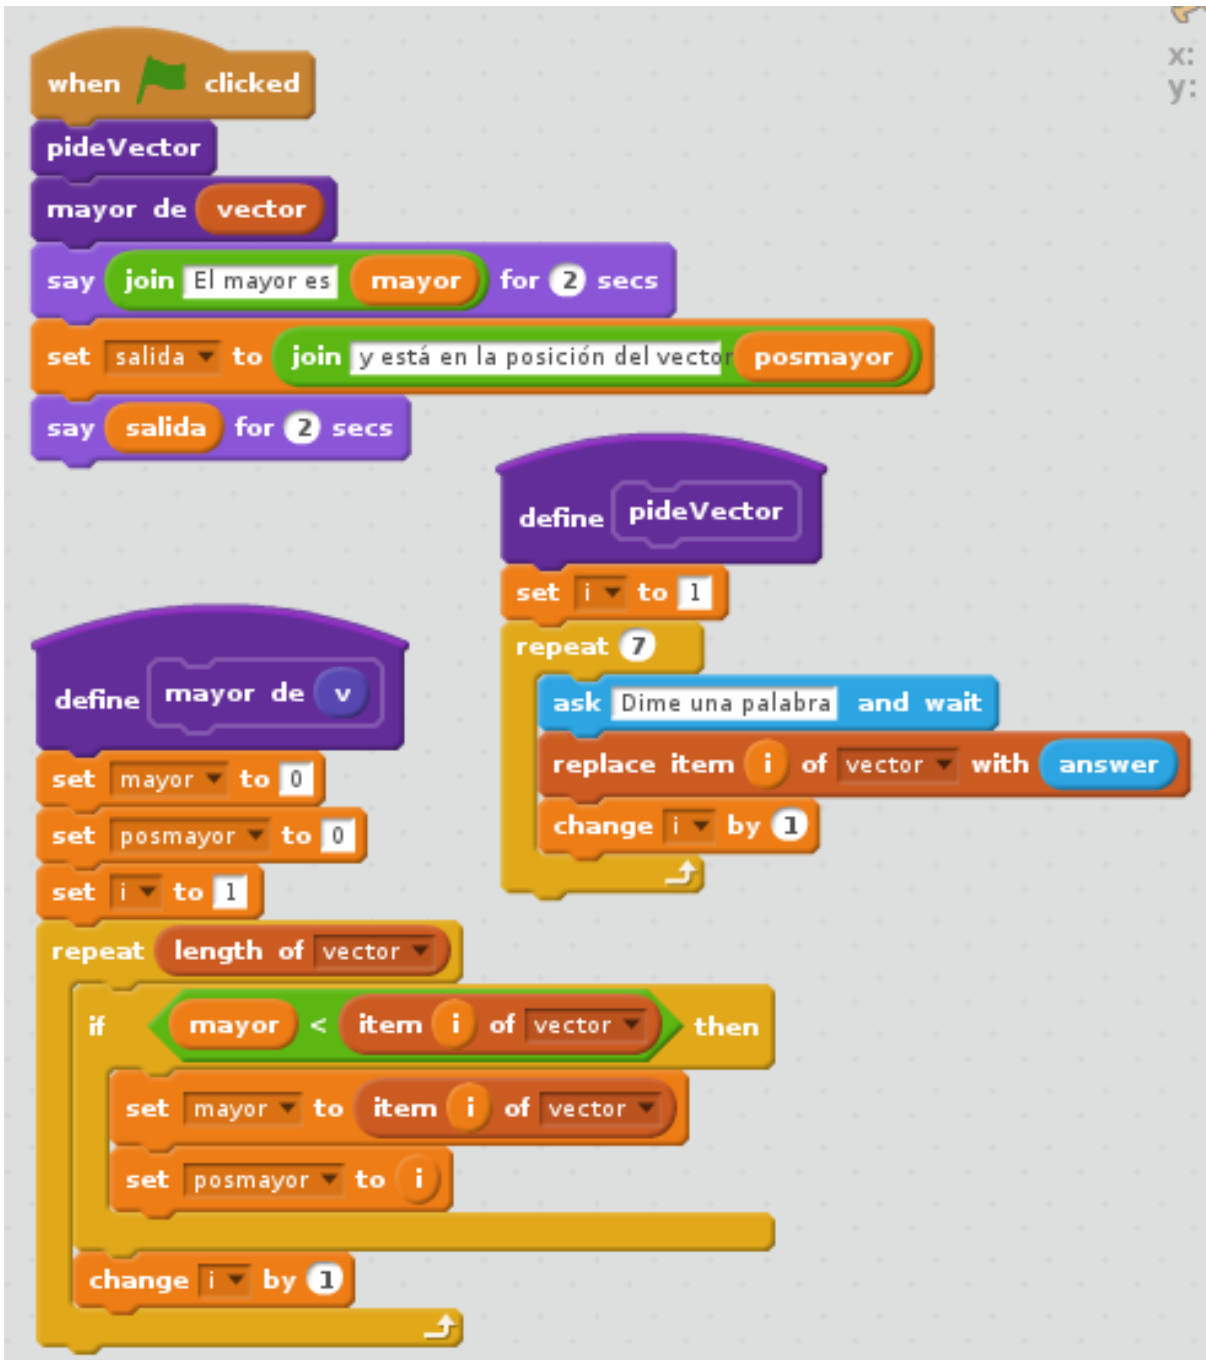 x:
y:
when clicked
pideVector
mayor de vector
say join El mayor es mayor for 2 secs
set salida to join y está en la posición del vector posmayor
say salida for 2 secs
define pideVector
set i to 1
repeat 7
ask Dime una palabra and wait
replace item i of vector with answer
change i by 1
define mayor de v
set mayor to 0
set posmayor to 0
set i to 1
repeat length of vector
if mayor < item i of vector then
set mayor to item i of vector
set posmayor to i
change i by 1